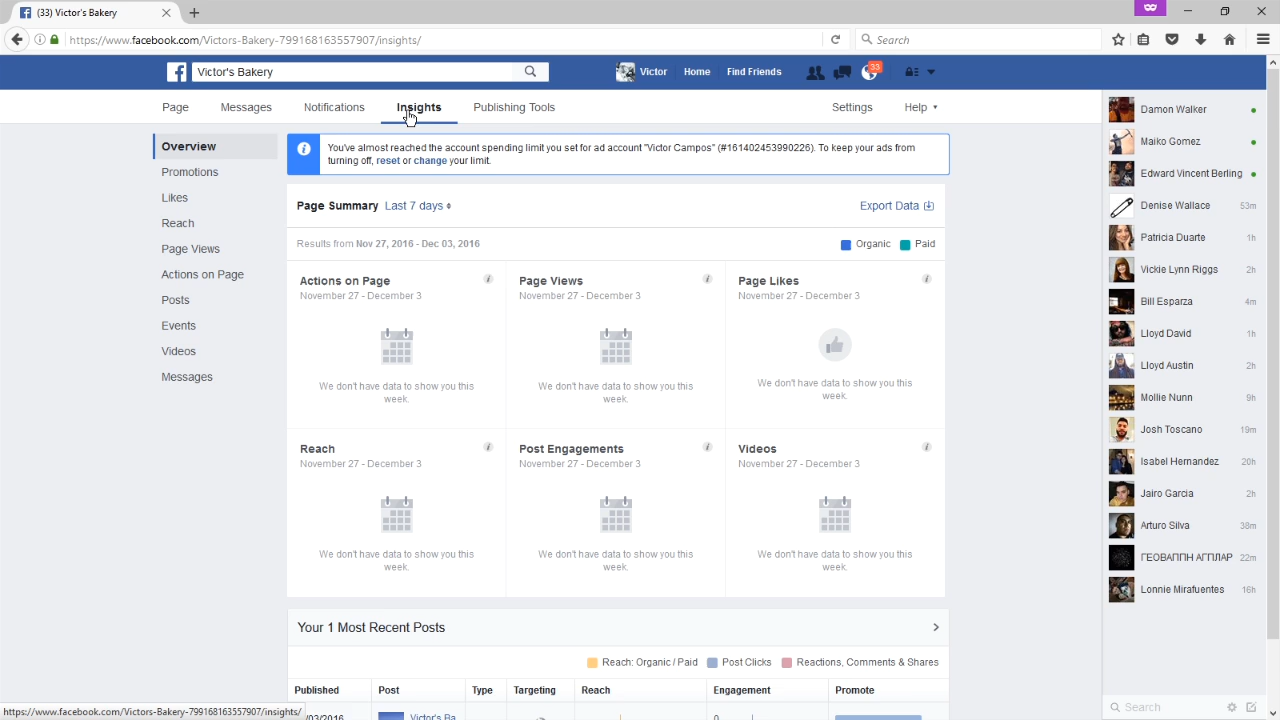 (33) Victor's Bakery
https://www.facebook.com/Victors-Bakery-799168163557907/insights/
Search
Victor's Bakery
Victor
Home
Find Friends
33
Page
Messages
Notifications
Insights
Publishing Tools
Settings
Help
Overview
Promotions
Likes
Reach
Page Views
Actions on Page
Posts
Events
Videos
Messages
You've almost reached the account spending limit you set for ad account "Victor Campos" (#161402453990226). To keep your ads from
turning off, reset or change your limit.
Page Summary Last 7 days
Export Data
Results from Nov 27, 2016 - Dec 03, 2016
Organic
Paid
Actions on Page
November 27 - December 3
We don't have data to show you this
week.
Page Views
November 27 - December 3
We don't have data to show you this
week.
Page Likes
November 27 - December 3
We don't have data to show you this
week.
Reach
November 27 - December 3
We don't have data to show you this
week.
Post Engagements
November 27 - December 3
We don't have data to show you this
week.
Videos
November 27 - December 3
We don't have data to show you this
week.
Your 1 Most Recent Posts
Reach: Organic / Paid
Post Clicks
Reactions, Comments & Shares
Published
Post
Type
Targeting
Reach
Engagement
Promote
/03/2016
Victor's Ba
0
https://www.facebook.com/Victors-Bakery-799168163557907/insights/
Damon Walker
Maiko Gomez
Edward Vincent Berling
Denise Wallace 53m
Patricia Duarte 1h
Vickie Lynn Riggs 2h
Bill Esparza 4m
Lloyd David 1h
Lloyd Austin 2h
Mollie Nunn 9h
Josh Toscano 19m
Isabel Hernandez 20h
Jairo Garcia 2h
Arturo Silva 38m
22m
Lonnie Mirafuentes 16h
Search